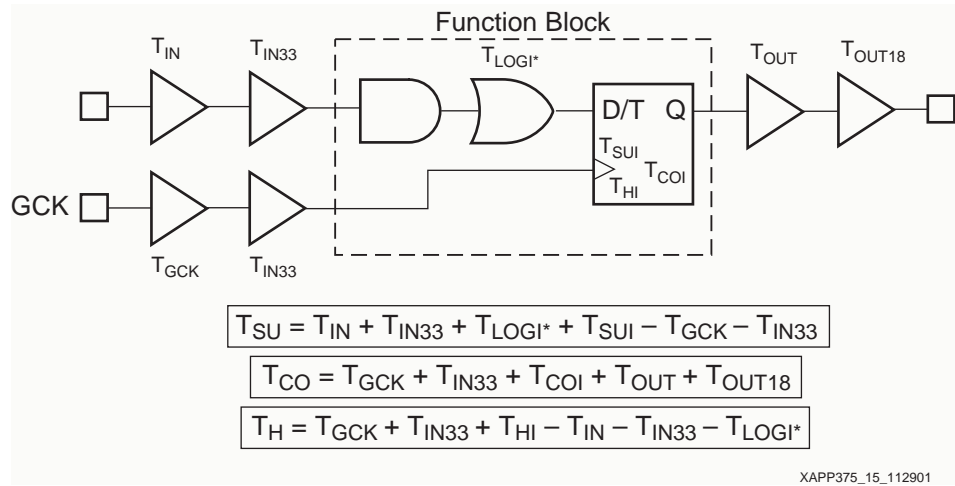 Function Block
T_IN T_IN33 T_LOGI* T_OUT T_OUT18
D/T Q
T_SUI
T_HI T_COI
GCK
T_GCK T_IN33
T_SU = T_IN + T_IN33 + T_LOGI* + T_SUI – T_GCK – T_IN33
T_CO = T_GCK + T_IN33 + T_COI + T_OUT + T_OUT18
T_H = T_GCK + T_IN33 + T_HI – T_IN – T_IN33 – T_LOGI*
XAPP375_15_112901